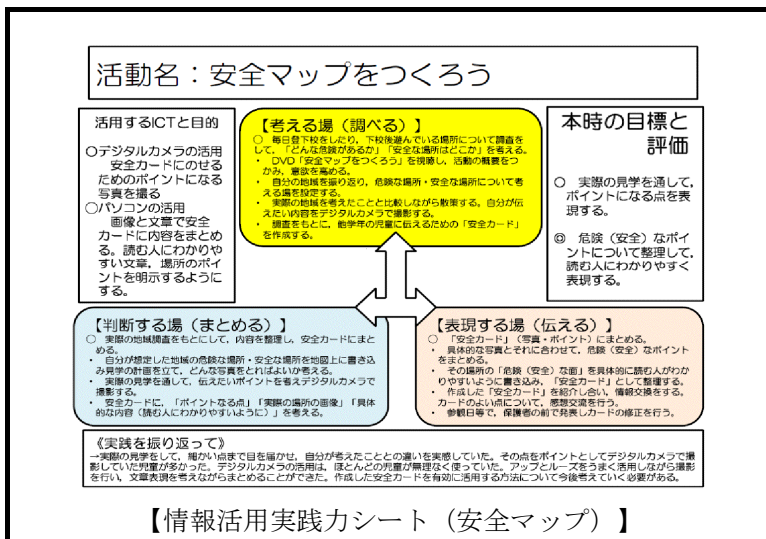 活動名：安全マップをつくろう
活用するICTと目的
○デジタルカメラの活用
安全カードにのせる
ためのポイントになる
写真を撮る
○パソコンの活用
画像と文章で安全
カードに内容をまとめ
る。読む人にわかりや
すい文章，場所のポイ
ントを明示するように
する。
【考える場（調べる）】
○ 毎日登下校をしたり，下校後遊んでいる場所について調査を
して，「どんな危険があるか」「安全な場所はどこか」を考える。
・ DVD「安全マップをつくろう」を視聴し，活動の概要をつ
かみ，意欲を高める。
・ 自分の地域を振り返り，危険な場所・安全な場所について考
える場を設定する。
・ 実際の地域を考えたことと比較しながら散策する。自分が伝
えたい内容をデジタルカメラで撮影する。
・ 調査をもとに，他学年の児童に伝えるための「安全カード」
を作成する。
本時の目標と
評価
○ 実際の見学を通して，
ポイントになる点を表
現する。
◎ 危険（安全）なポイ
ントについて整理して，
読む人にわかりやすく
表現する。
【判断する場（まとめる）】
○ 実際の地域調査をもとにして，内容を整理し，安全カードにまと
める。
・ 自分が想定した地域の危険な場所・安全な場所を地図上に書き込
み見学の計画を立て，どんな写真をとればよいか考える。
・ 実際の見学を通して，伝えたいポイントを考えデジタルカメラで
撮影する。
・ 安全カードに，「ポイントなる点」「実際の場所の画像」「具体
的な内容（読む人にわかりやすいように）」を考える。
【表現する場（伝える）】
○ 「安全カード」（写真・ポイント）にまとめる。
・ 具体的な写真とそれに合わせて，危険（安全）なポイント
をまとめる。
・ その場所の「危険（安全）な面」を具体的に読む人がわか
りやすいように書き込み，「安全カード」として整理する。
・ 作成した「安全カード」を紹介し合い，情報交換をする。
カードのよい点について，感想交流を行う。
・ 参観日等で，保護者の前で発表しカードの修正を行う。
《実践を振り返って》
→実際の見学をして，細かい点まで目を届かせ，自分が考えたこととの違いを実感していた。その点をポイントとしてデジタルカメラで撮
影していた児童が多かった。デジタルカメラの活用は，ほとんどの児童が無理なく使っていた。アップとルーズをうまく活用しながら撮影
を行い，文章表現を考えながらまとめることができた。作成した安全カードを有効に活用する方法について今後考えていく必要がある。
【情報活用実践力シート（安全マップ）】